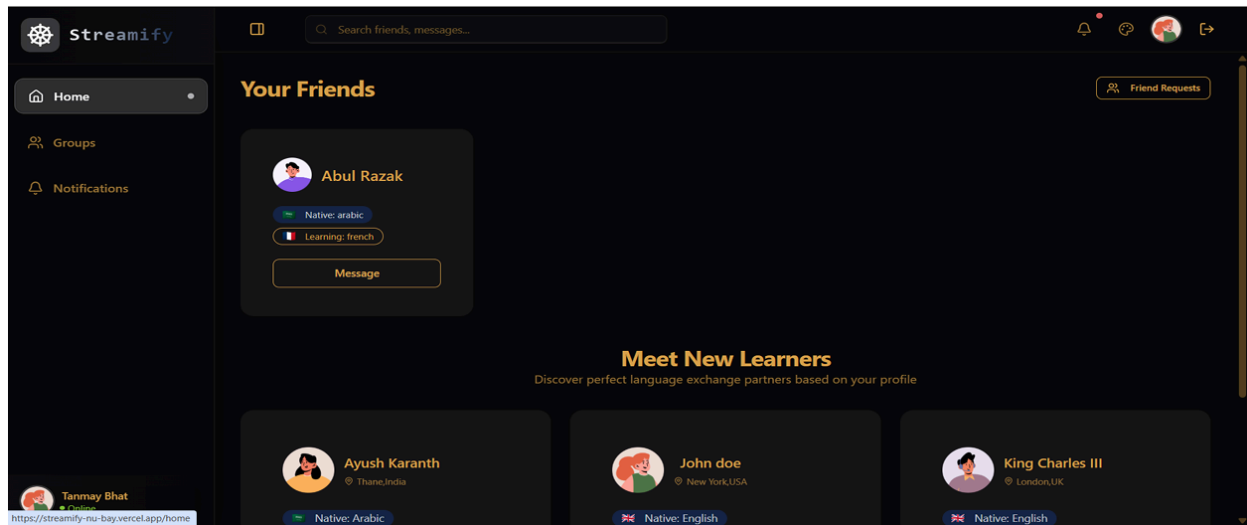 Streamify
Search friends, messages...
Home
Groups
Notifications
Your Friends
Friend Requests
Abul Razak
Native: arabic
Learning: french
Message
Meet New Learners
Discover perfect language exchange partners based on your profile
Ayush Karanth
Thane,India
Native: Arabic
John doe
New York,USA
Native: English
King Charles III
London,UK
Native: English
Tanmay Bhat
Online
https://streamify-nu-bay.vercel.app/home